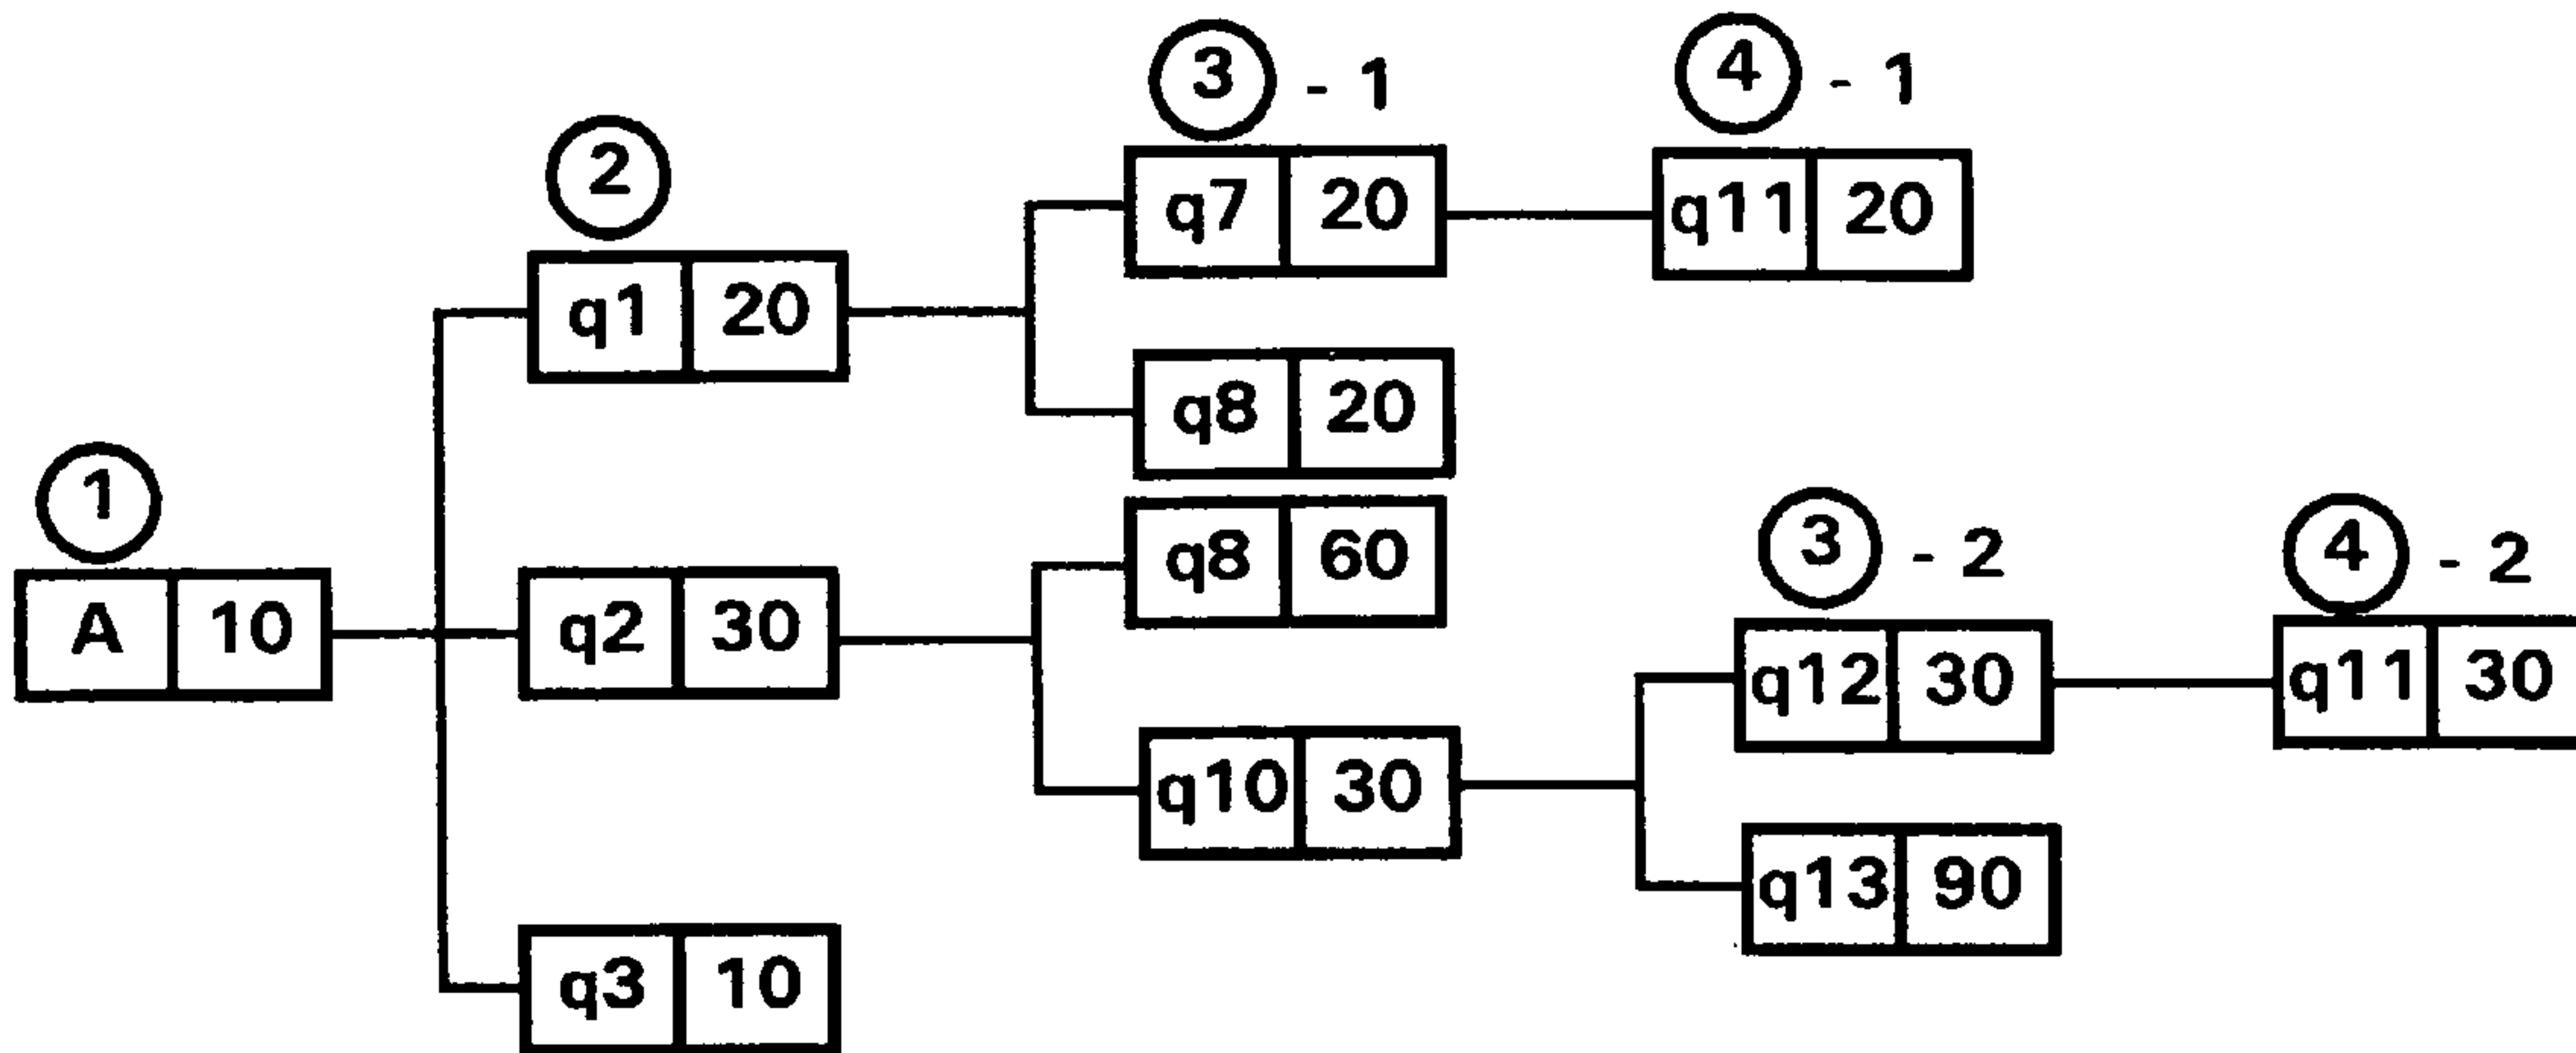 ③ - 1
④ - 1
②
q7 20
q11 20
q1 20
q8 20
①
q8 60
③ - 2
④ - 2
A 10
q2 30
q12 30
q11 30
q10 30
q13 90
q3 10